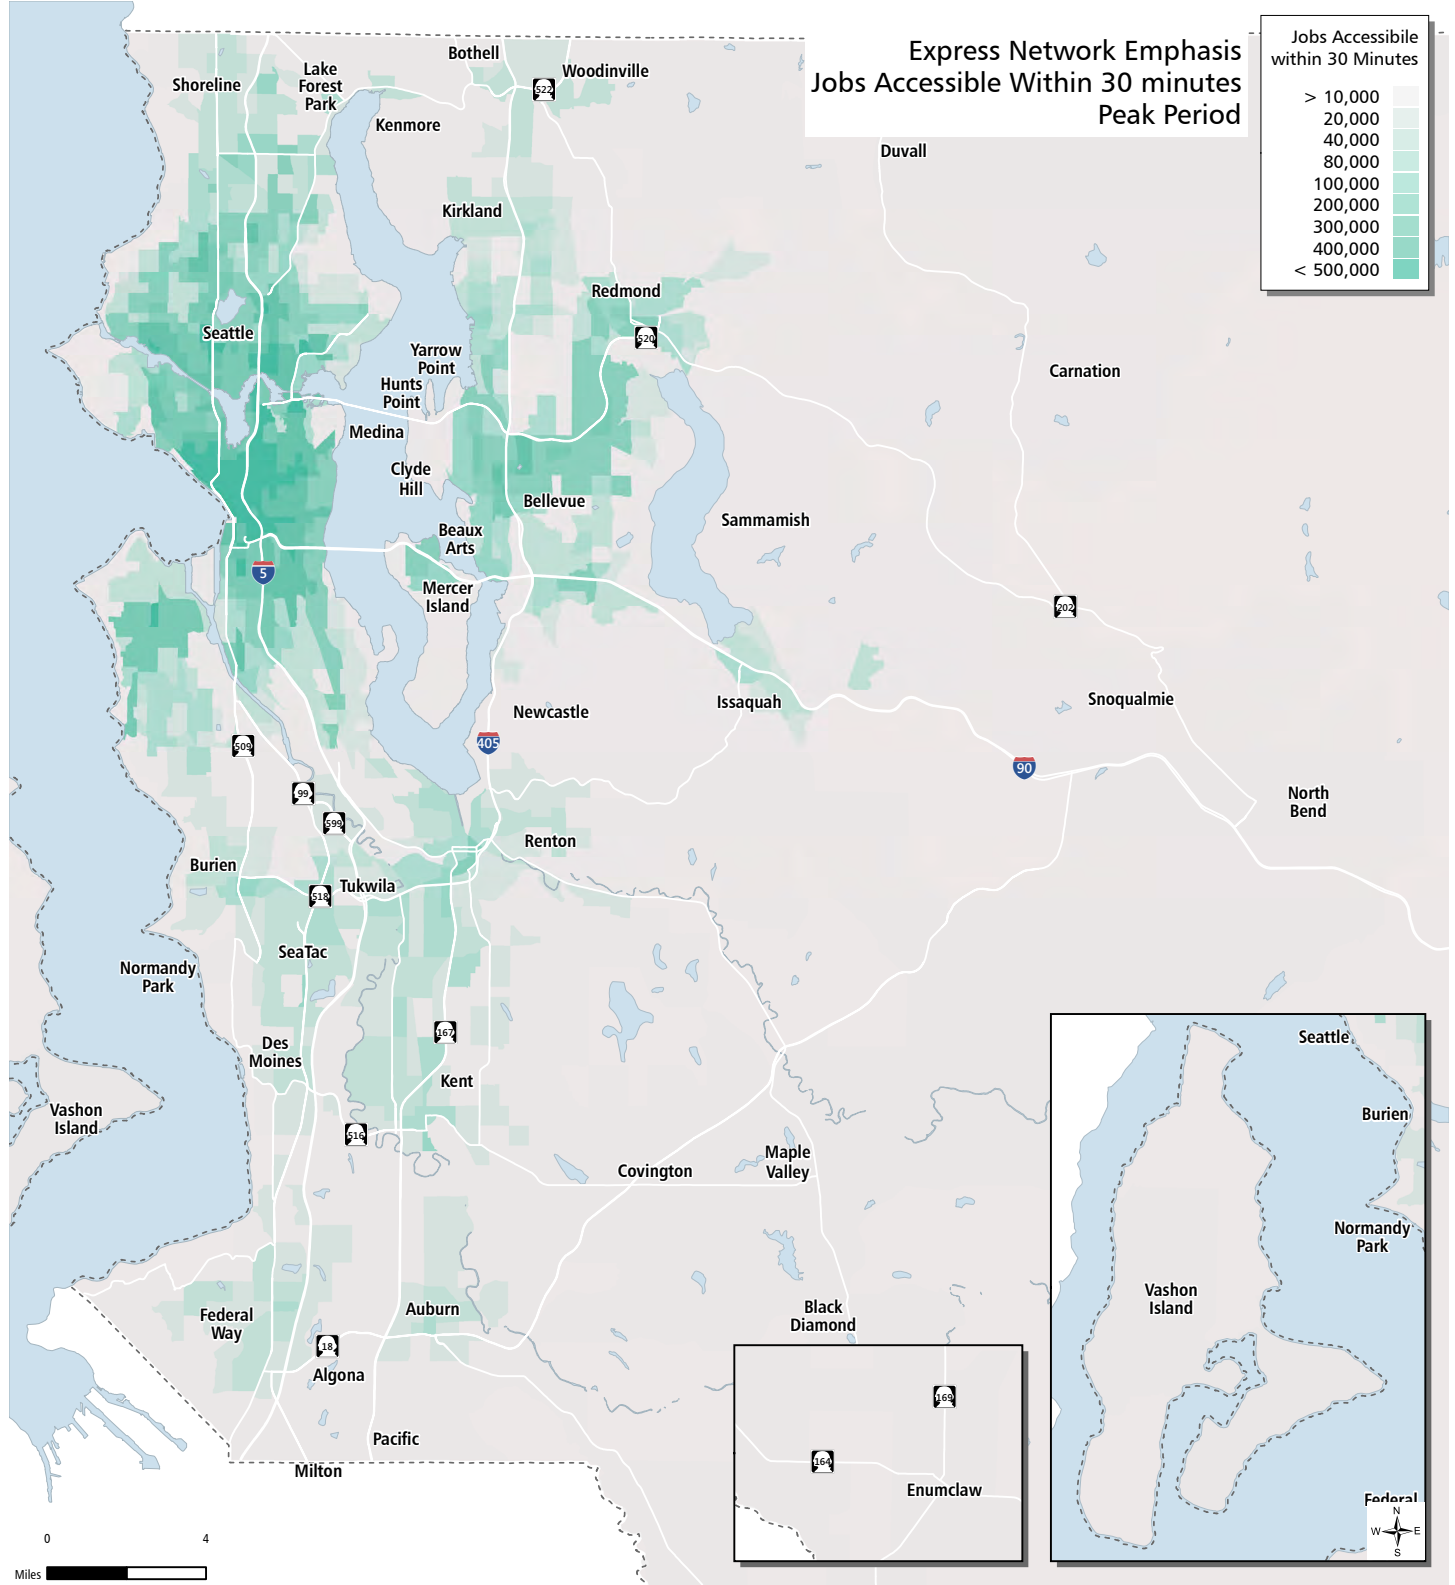 Express Network Emphasis
Jobs Accessible Within 30 minutes
Peak Period
Jobs Accessibile
within 30 Minutes
> 10,000
20,000
40,000
80,000
100,000
200,000
300,000
400,000
< 500,000
Bothell
Woodinville
Shoreline
Lake
Forest
Park
522
Kenmore
Duvall
Kirkland
Redmond
Seattle
520
Yarrow
Point
Hunts
Point
Carnation
Medina
Clyde
Hill
Bellevue
Sammamish
Beaux
Arts
5
Mercer
Island
202
Newcastle
Issaquah
Snoqualmie
509
405
90
99
North
Bend
599
Renton
Burien
Tukwila
518
SeaTac
Normandy
Park
167
Des
Moines
Kent
Vashon
Island
516
Covington
Maple
Valley
Federal
Way
Auburn
Black
Diamond
18
Algona
Pacific
Milton
169
164
Enumclaw
Seattle
Burien
Normandy
Park
Vashon
Island
Federal
N
W
E
S
0
4
Miles